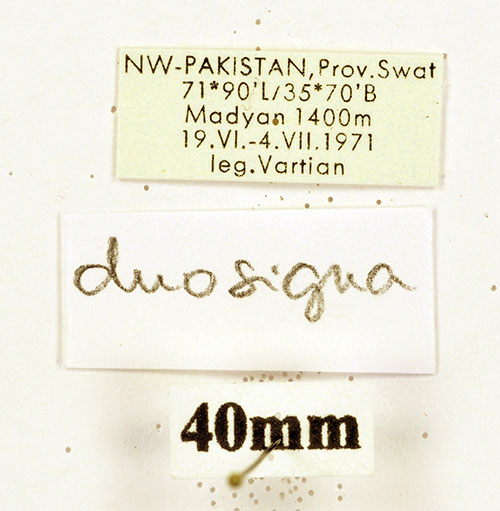 NW-PAKISTAN, Prov. Swat
71*90'L/35*70'B
Madyan 1400m
19.VI.-4.VII.1971
leg. Vartian
duosigna
40mm